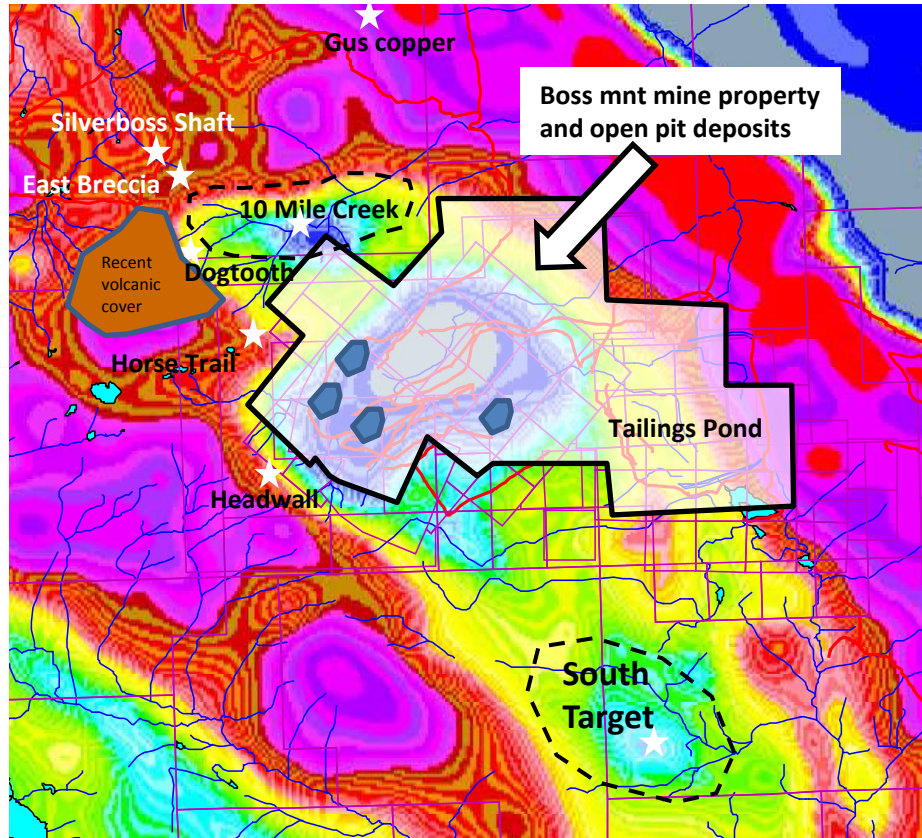 Gus copper
Boss mnt mine property
and open pit deposits
Silverboss Shaft
East Breccia
10 Mile Creek
Recent
volcanic
cover
Dogtooth
Horse Trail
Tailings Pond
Headwall
South
Target